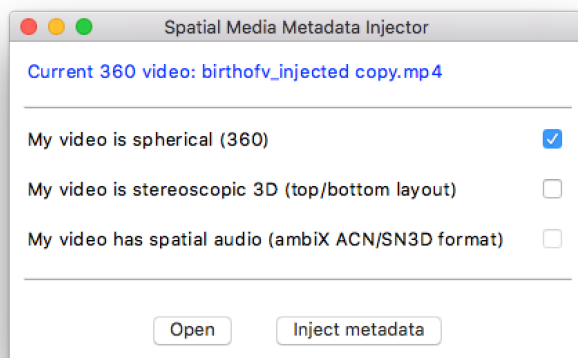 Spatial Media Metadata Injector
Current 360 video: birthofv_injected copy.mp4
My video is spherical (360)
My video is stereoscopic 3D (top/bottom layout)
My video has spatial audio (ambiX ACN/SN3D format)
Open
Inject metadata